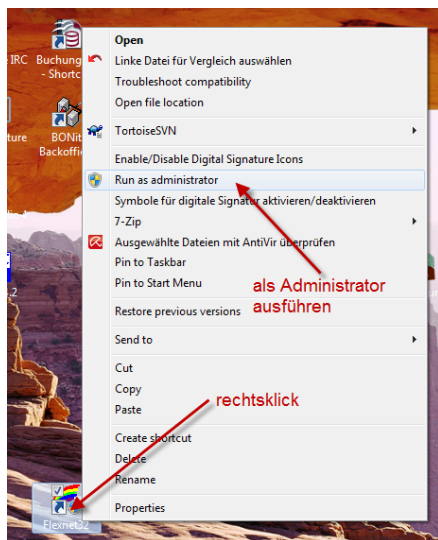 IRC
Buchung
- Shortc
ture
BONit
Backoffi
.2
Flexnet32
Open
Linke Datei für Vergleich auswählen
Troubleshoot compatibility
Open file location
TortoiseSVN
Enable/Disable Digital Signature Icons
Run as administrator
Symbole für digitale Signatur aktivieren/deaktivieren
7-Zip
Ausgewählte Dateien mit AntiVir überprüfen
Pin to Taskbar
Pin to Start Menu
als Administrator
ausführen
Restore previous versions
Send to
Cut
Copy
Paste
rechtsklick
Create shortcut
Delete
Rename
Properties